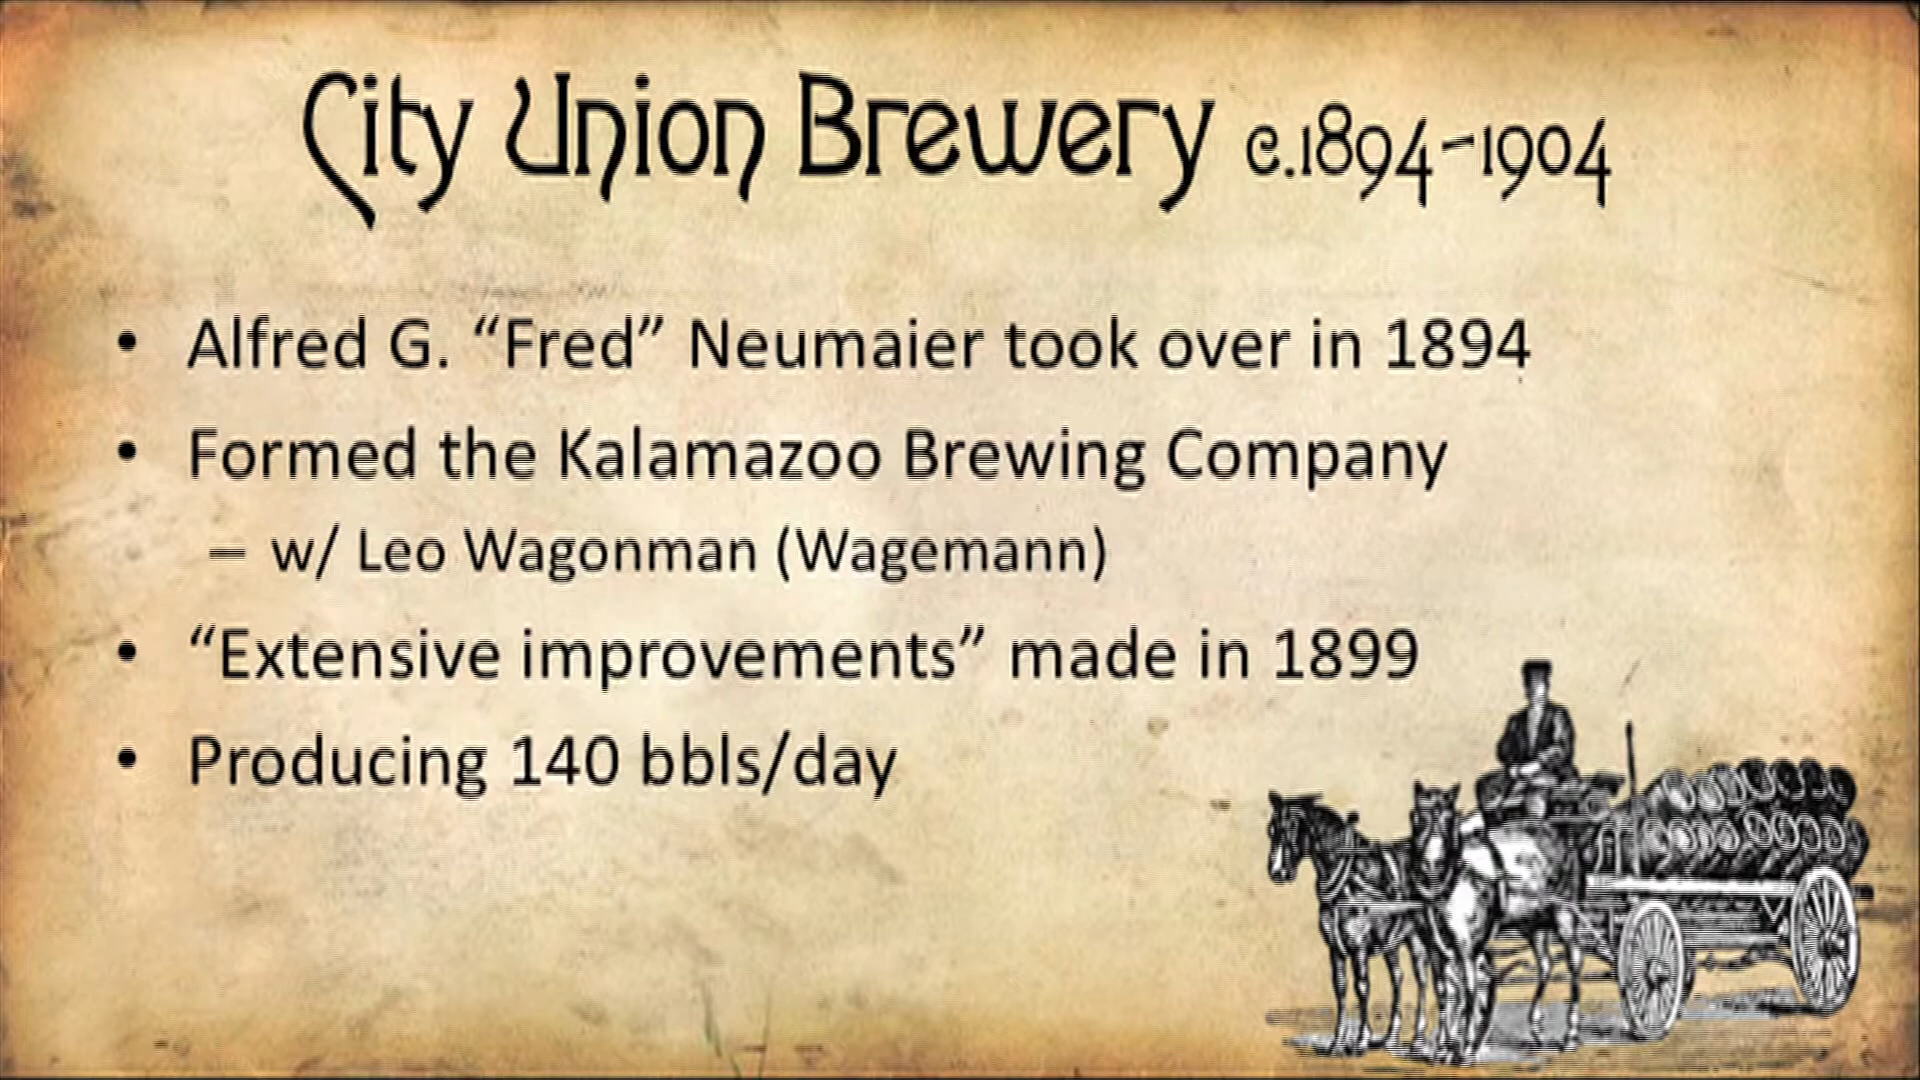 City Union Brewery c.1894-1904
• Alfred G. “Fred” Neumaier took over in 1894
• Formed the Kalamazoo Brewing Company
– w/ Leo Wagonman (Wagemann)
• “Extensive improvements” made in 1899
• Producing 140 bbls/day